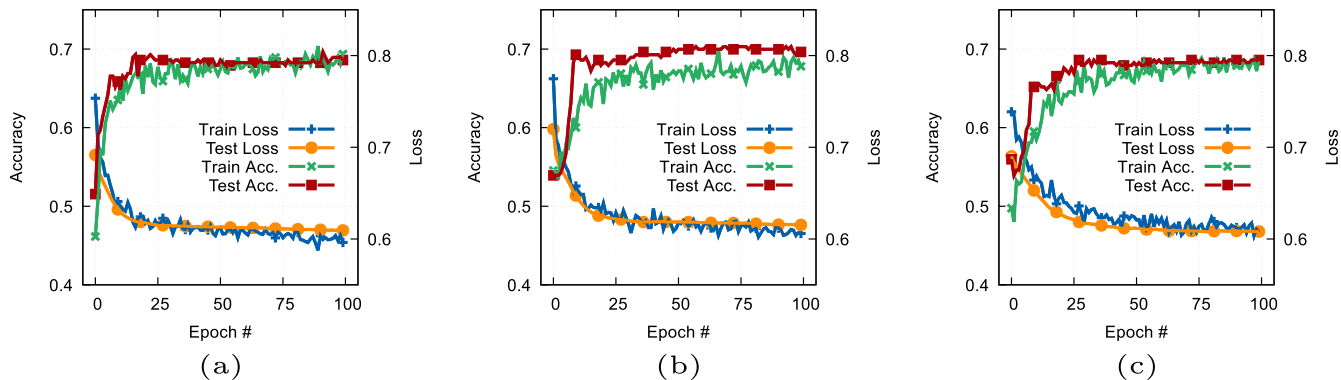 0.7
0.6
0.5
0.4
Accuracy
0.8
0.7
0.6
Loss
Train Loss
Test Loss
Train Acc.
Test Acc.
0 25 50 75 100
Epoch #
(a)
0.7
0.6
0.5
0.4
Accuracy
0.8
0.7
0.6
Loss
Train Loss
Test Loss
Train Acc.
Test Acc.
0 25 50 75 100
Epoch #
(b)
0.7
0.6
0.5
0.4
Accuracy
0.8
0.7
0.6
Loss
Train Loss
Test Loss
Train Acc.
Test Acc.
0 25 50 75 100
Epoch #
(c)